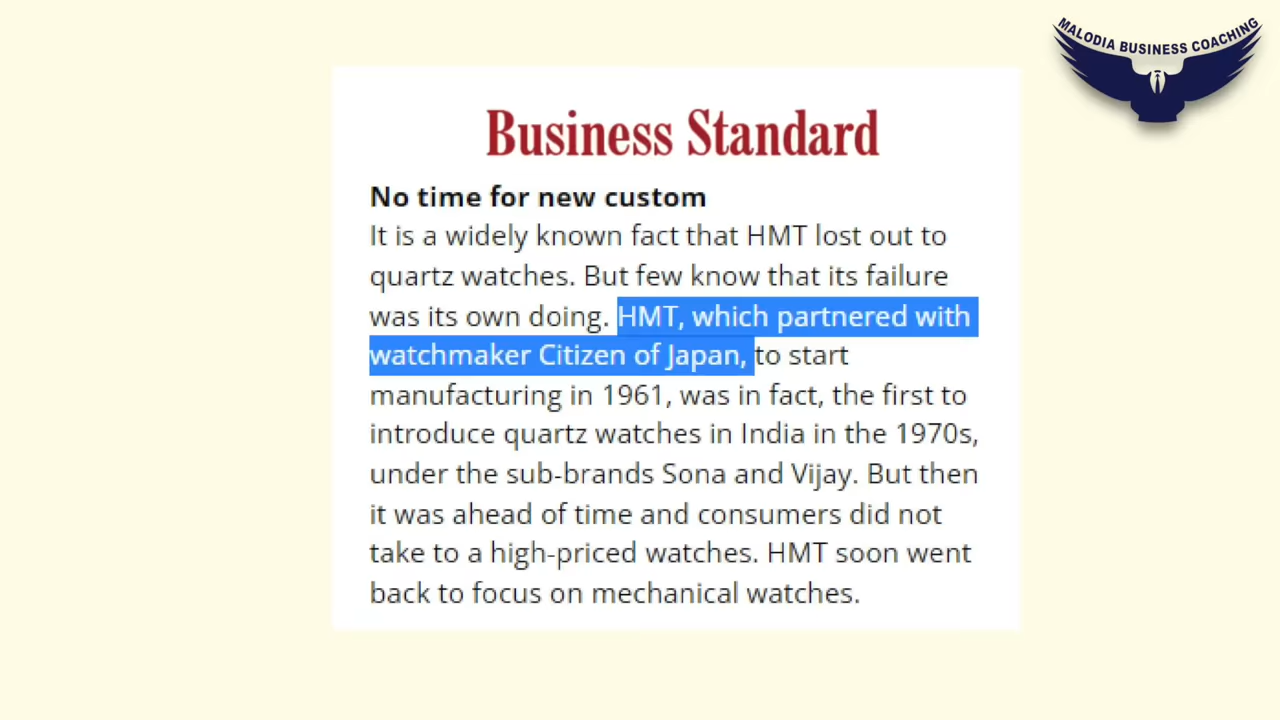 MALODIA BUSINESS COACHING
Business Standard
No time for new custom
It is a widely known fact that HMT lost out to
quartz watches. But few know that its failure
was its own doing. HMT, which partnered with
watchmaker Citizen of Japan, to start
manufacturing in 1961, was in fact, the first to
introduce quartz watches in India in the 1970s,
under the sub-brands Sona and Vijay. But then
it was ahead of time and consumers did not
take to a high-priced watches. HMT soon went
back to focus on mechanical watches.